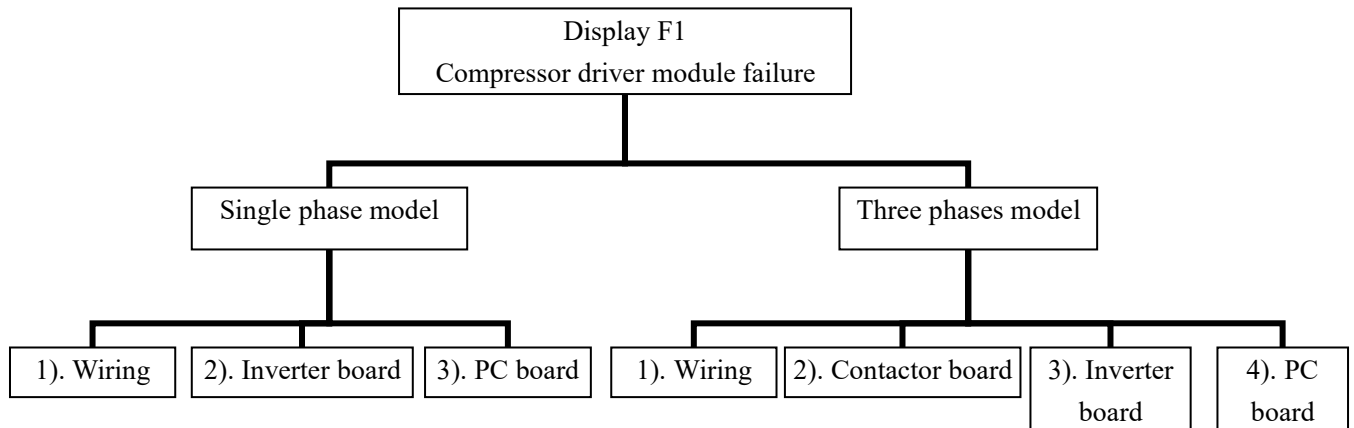 Display F1
Compressor driver module failure
Single phase model
Three phases model
1). Wiring
2). Inverter board
3). PC board
1). Wiring
2). Contactor board
3). Inverter
board
4). PC
board